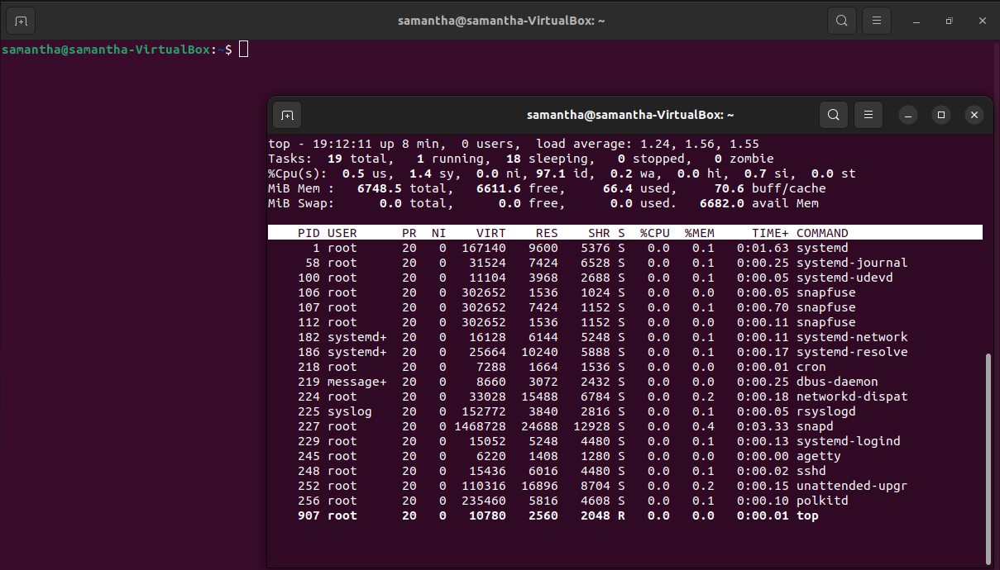 samantha@samantha-VirtualBox: ~
samantha@samantha-VirtualBox:~$
samantha@samantha-VirtualBox: ~
top - 19:12:11 up 8 min,  0 users,  load average: 1.24, 1.56, 1.55
Tasks:  19 total,   1 running,  18 sleeping,   0 stopped,   0 zombie
%Cpu(s):  0.5 us,  1.4 sy,  0.0 ni, 97.1 id,  0.2 wa,  0.0 hi,  0.7 si,  0.0 st
MiB Mem :   6748.5 total,   6611.6 free,     66.4 used,     70.6 buff/cache
MiB Swap:      0.0 total,      0.0 free,      0.0 used.   6682.0 avail Mem
    PID USER      PR  NI    VIRT    RES    SHR S  %CPU  %MEM     TIME+ COMMAND
      1 root      20   0  167140   9600   5376 S   0.0   0.1   0:01.63 systemd
     58 root      20   0   31524   7424   6528 S   0.0   0.1   0:00.25 systemd-journal
    100 root      20   0   11104   3968   2688 S   0.0   0.1   0:00.05 systemd-udevd
    106 root      20   0  302652   1536   1024 S   0.0   0.0   0:00.05 snapfuse
    107 root      20   0  302652   7424   1152 S   0.0   0.1   0:00.70 snapfuse
    112 root      20   0  302652   1536   1152 S   0.0   0.0   0:00.11 snapfuse
    182 systemd+  20   0   16128   6144   5248 S   0.0   0.1   0:00.11 systemd-network
    186 systemd+  20   0   25664  10240   5888 S   0.0   0.1   0:00.17 systemd-resolve
    218 root      20   0    7288   1664   1536 S   0.0   0.0   0:00.01 cron
    219 message+  20   0    8660   3072   2432 S   0.0   0.0   0:00.25 dbus-daemon
    224 root      20   0   33028  15488   6784 S   0.0   0.2   0:00.18 networkd-dispat
    225 syslog    20   0  152772   3840   2816 S   0.0   0.1   0:00.05 rsyslogd
    227 root      20   0 1468728  24688  12928 S   0.0   0.4   0:03.33 snapd
    229 root      20   0   15052   5248   4480 S   0.0   0.1   0:00.13 systemd-logind
    245 root      20   0    6220   1408   1280 S   0.0   0.0   0:00.00 agetty
    248 root      20   0   15436   6016   4480 S   0.0   0.1   0:00.02 sshd
    252 root      20   0  110316  16896   8704 S   0.0   0.2   0:00.15 unattended-upgr
    256 root      20   0  235460   5816   4608 S   0.0   0.1   0:00.10 polkitd
    907 root      20   0   10780   2560   2048 R   0.0   0.0   0:00.01 top